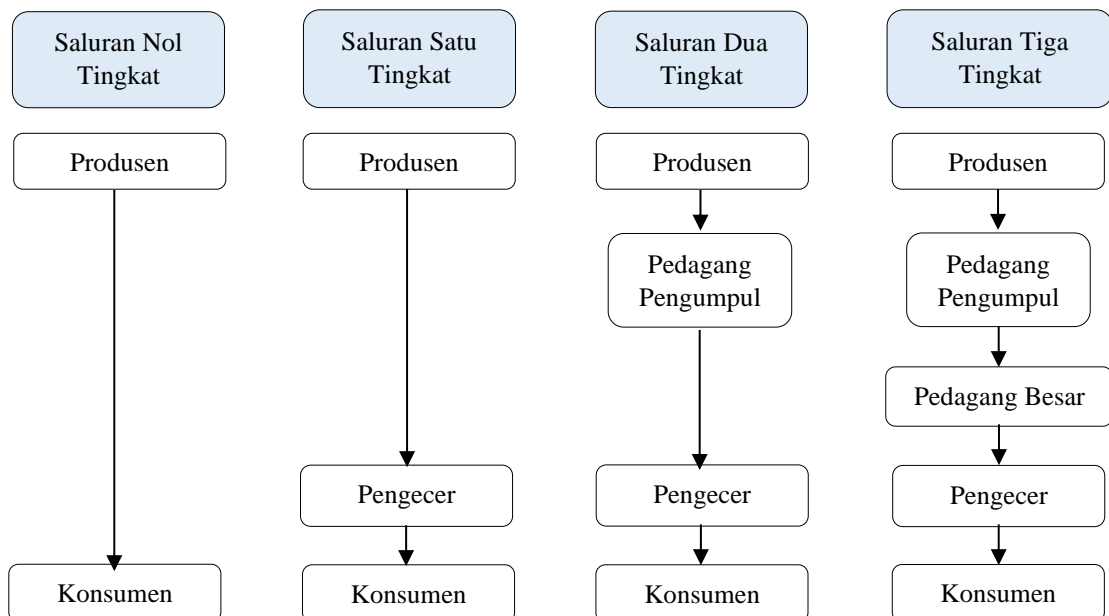 Saluran Nol
Tingkat
Saluran Satu
Tingkat
Saluran Dua
Tingkat
Saluran Tiga
Tingkat
Produsen
Produsen
Produsen
Produsen
Pedagang
Pengumpul
Pedagang
Pengumpul
Pedagang Besar
Pengecer
Pengecer
Pengecer
Konsumen
Konsumen
Konsumen
Konsumen